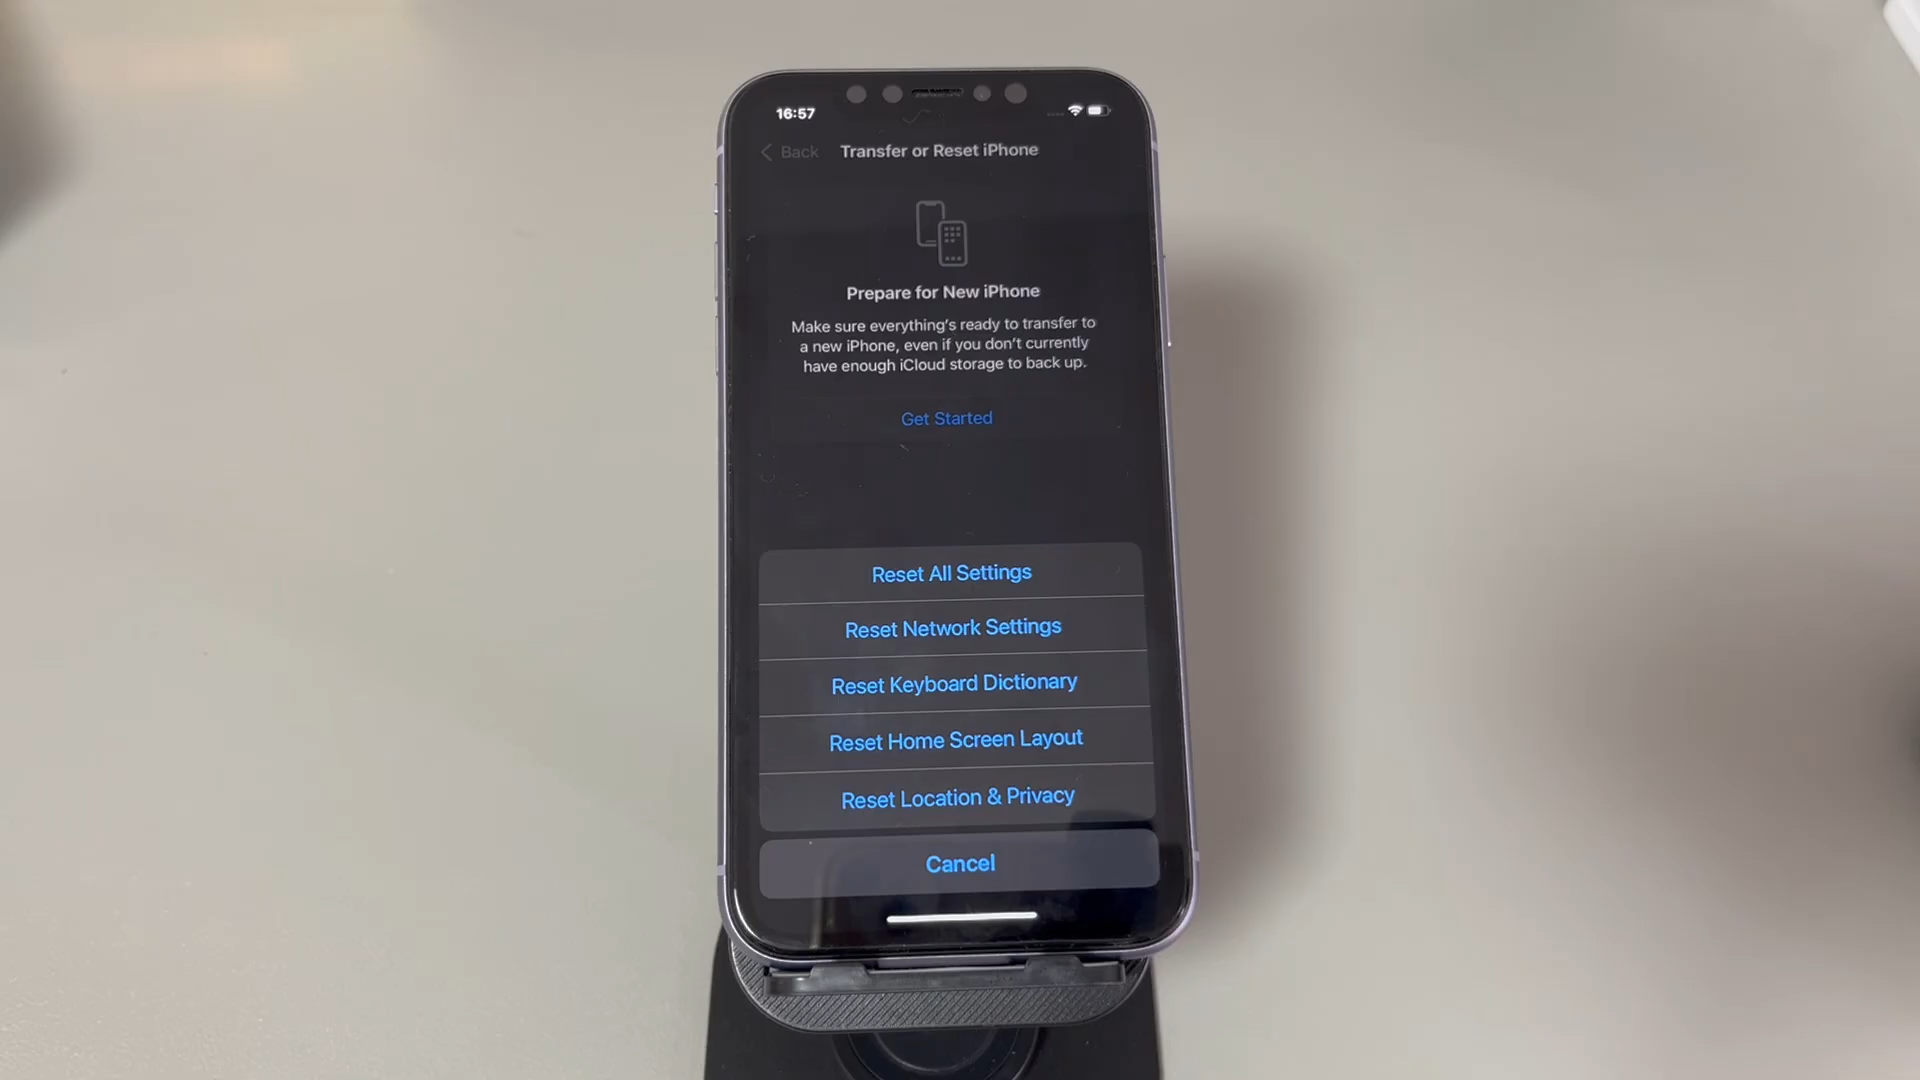 16:57
Back
Transfer or Reset iPhone
Prepare for New iPhone
Make sure everything's ready to transfer to
a new iPhone, even if you don't currently
have enough iCloud storage to back up.
Get Started
Reset All Settings
Reset Network Settings
Reset Keyboard Dictionary
Reset Home Screen Layout
Reset Location & Privacy
Cancel